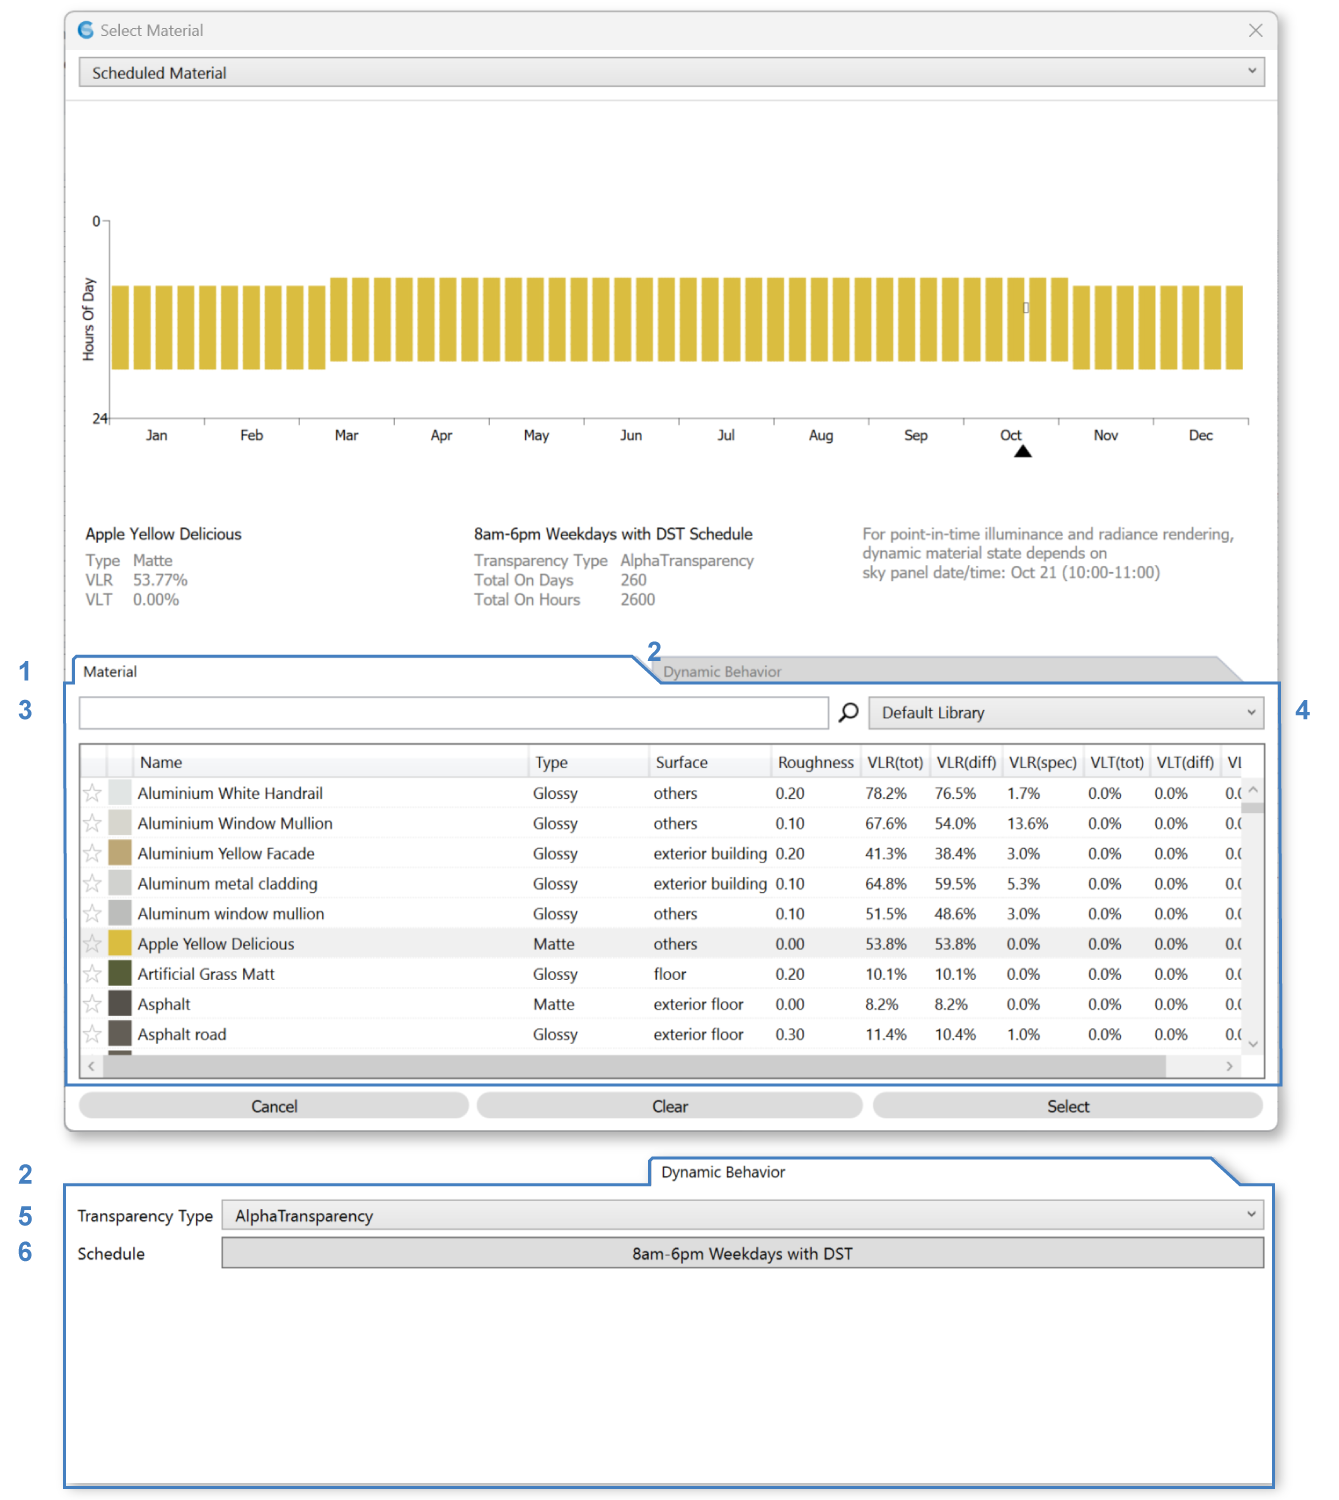 Select Material
Scheduled Material
0
Hours Of Day
24
Jan Feb Mar Apr May Jun Jul Aug Sep Oct Nov Dec
Apple Yellow Delicious
Type Matte
VLR 53.77%
VLT 0.00%
8am-6pm Weekdays with DST Schedule
Transparency Type AlphaTransparency
Total On Days 260
Total On Hours 2600
For point-in-time illuminance and radiance rendering,
dynamic material state depends on
sky panel date/time: Oct 21 (10:00-11:00)
1 Material 2 Dynamic Behavior
3 Default Library 4
Name Type Surface Roughness VLR(tot) VLR(diff) VLR(spec) VLT(tot) VLT(diff) VL
Aluminium White Handrail Glossy others 0.20 78.2% 76.5% 1.7% 0.0% 0.0% 0.0
Aluminium Window Mullion Glossy others 0.10 67.6% 54.0% 13.6% 0.0% 0.0% 0.0
Aluminium Yellow Facade Glossy exterior building 0.20 41.3% 38.4% 3.0% 0.0% 0.0% 0.0
Aluminum metal cladding Glossy exterior building 0.10 64.8% 59.5% 5.3% 0.0% 0.0% 0.0
Aluminum window mullion Glossy others 0.10 51.5% 48.6% 3.0% 0.0% 0.0% 0.0
Apple Yellow Delicious Matte others 0.00 53.8% 53.8% 0.0% 0.0% 0.0% 0.0
Artificial Grass Matt Glossy floor 0.20 10.1% 10.1% 0.0% 0.0% 0.0% 0.0
Asphalt Matte exterior floor 0.00 8.2% 8.2% 0.0% 0.0% 0.0% 0.0
Asphalt road Glossy exterior floor 0.30 11.4% 10.4% 1.0% 0.0% 0.0% 0.0
Cancel Clear Select
2 Dynamic Behavior
5 Transparency Type AlphaTransparency
6 Schedule 8am-6pm Weekdays with DST